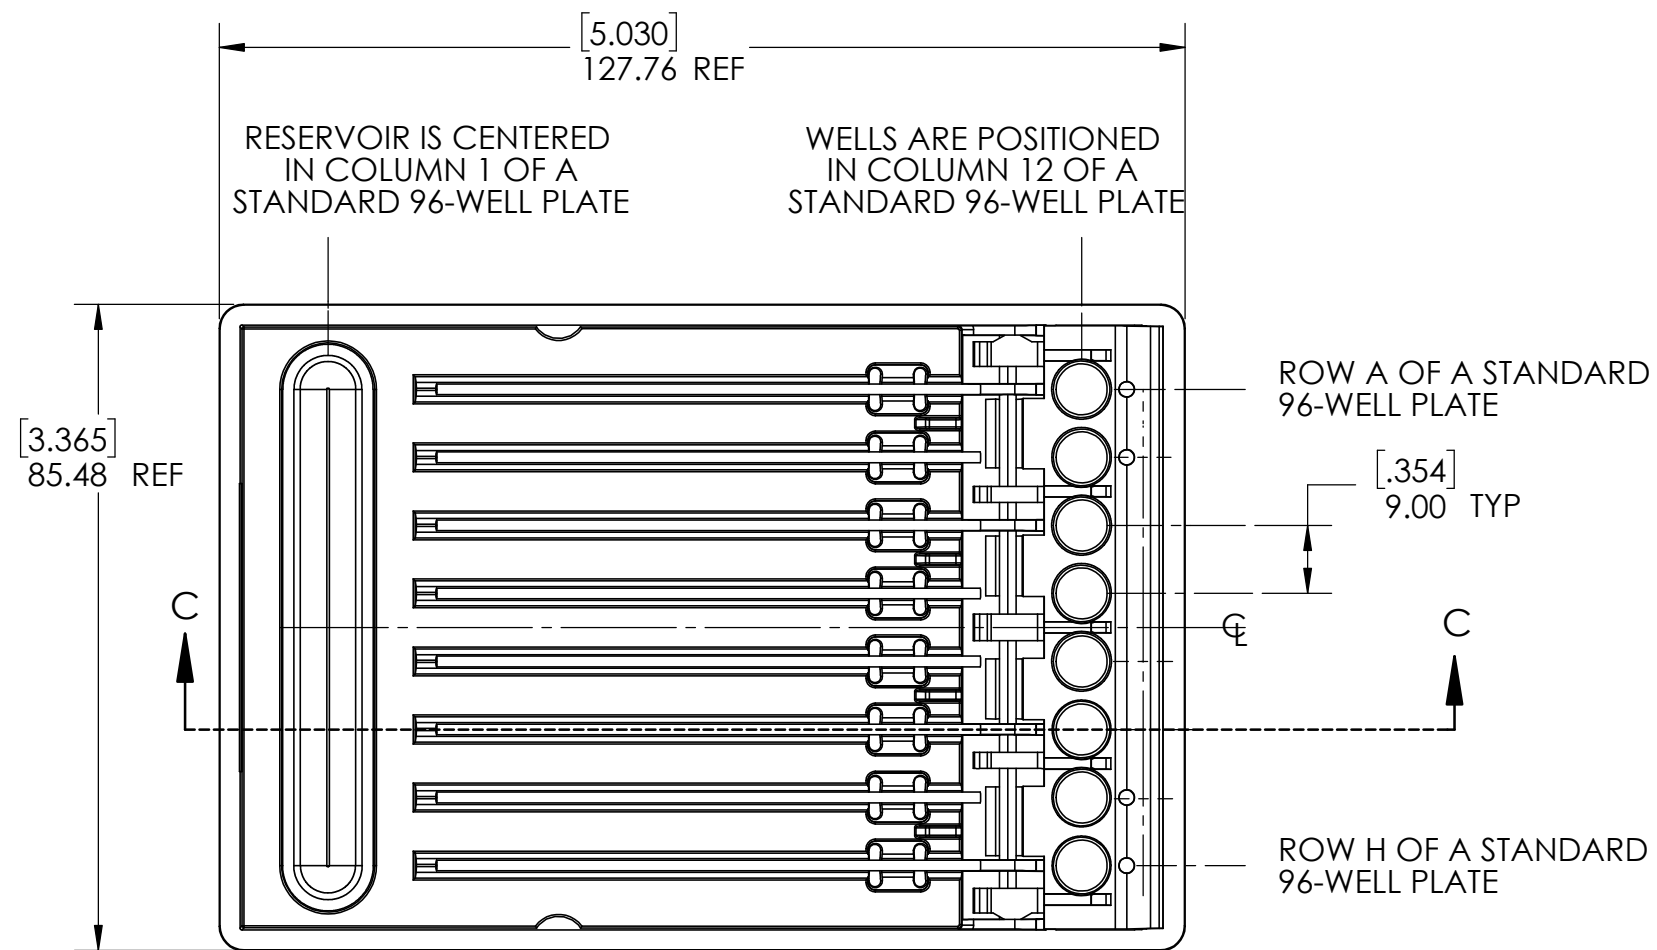 [5.030]
127.76 REF
RESERVOIR IS CENTERED
IN COLUMN 1 OF A
STANDARD 96-WELL PLATE
WELLS ARE POSITIONED
IN COLUMN 12 OF A
STANDARD 96-WELL PLATE
ROW A OF A STANDARD
96-WELL PLATE
[3.365]
85.48 REF
[.354]
9.00 TYP
C
C
℄
ROW H OF A STANDARD
96-WELL PLATE